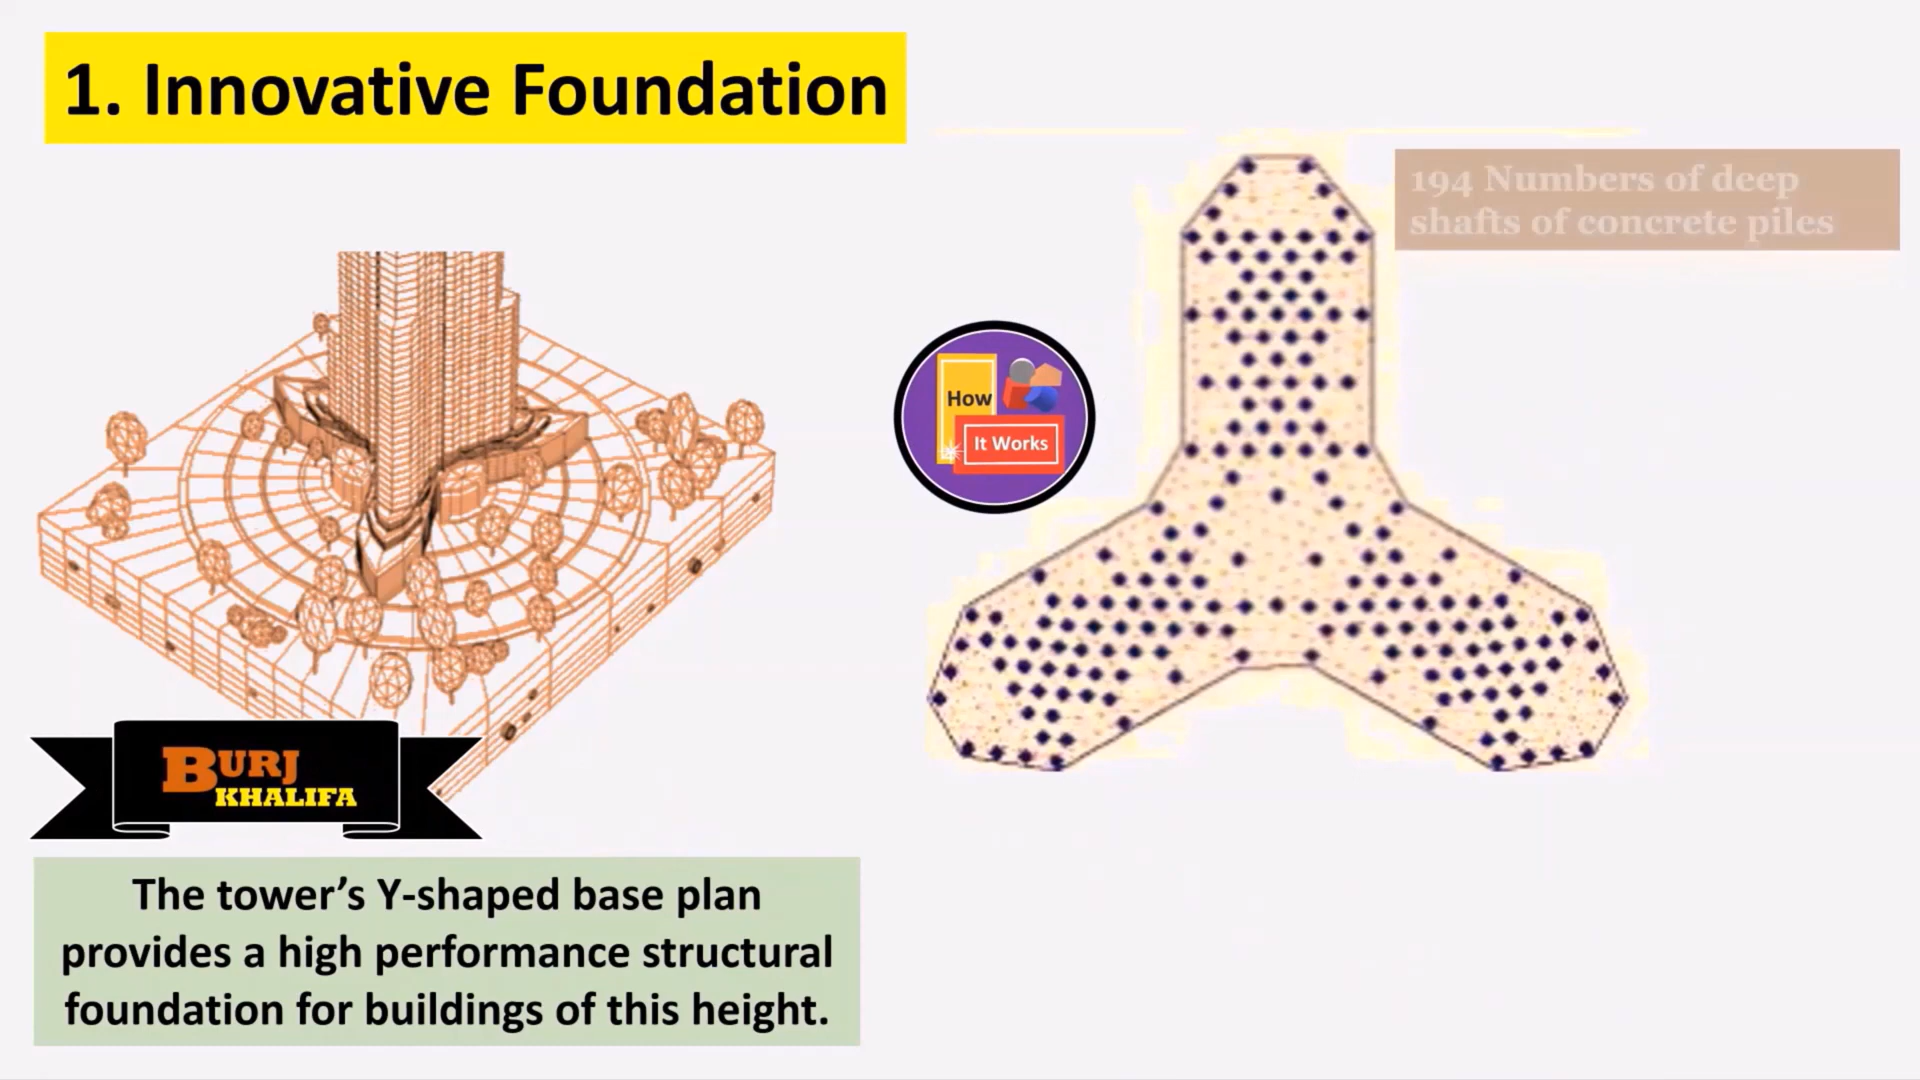 1. Innovative Foundation
194 Numbers of deep
shafts of concrete piles
How
It Works
BURJ
KHALIFA
The tower’s Y-shaped base plan
provides a high performance structural
foundation for buildings of this height.